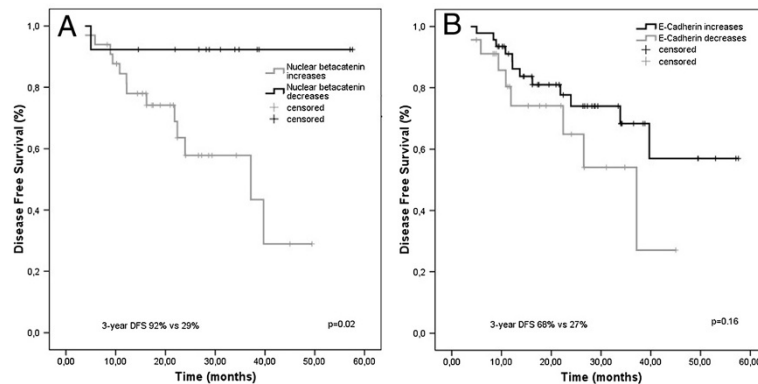 A
Disease Free Survival (%)
1,0
0,8
0,6
0,4
0,2
0,0
Nuclear betacatenin
increases
Nuclear betacatenin
decreases
censored
censored
3-year DFS 92% vs 29%
p=0.02
,00 10,00 20,00 30,00 40,00 50,00 60,00
Time (months)
B
Disease Free Survival (%)
1,0
0,8
0,6
0,4
0,2
0,0
E-Cadherin increases
E-Cadherin decreases
censored
censored
3-year DFS 68% vs 27%
p=0.16
,00 10,00 20,00 30,00 40,00 50,00 60,00
Time (months)